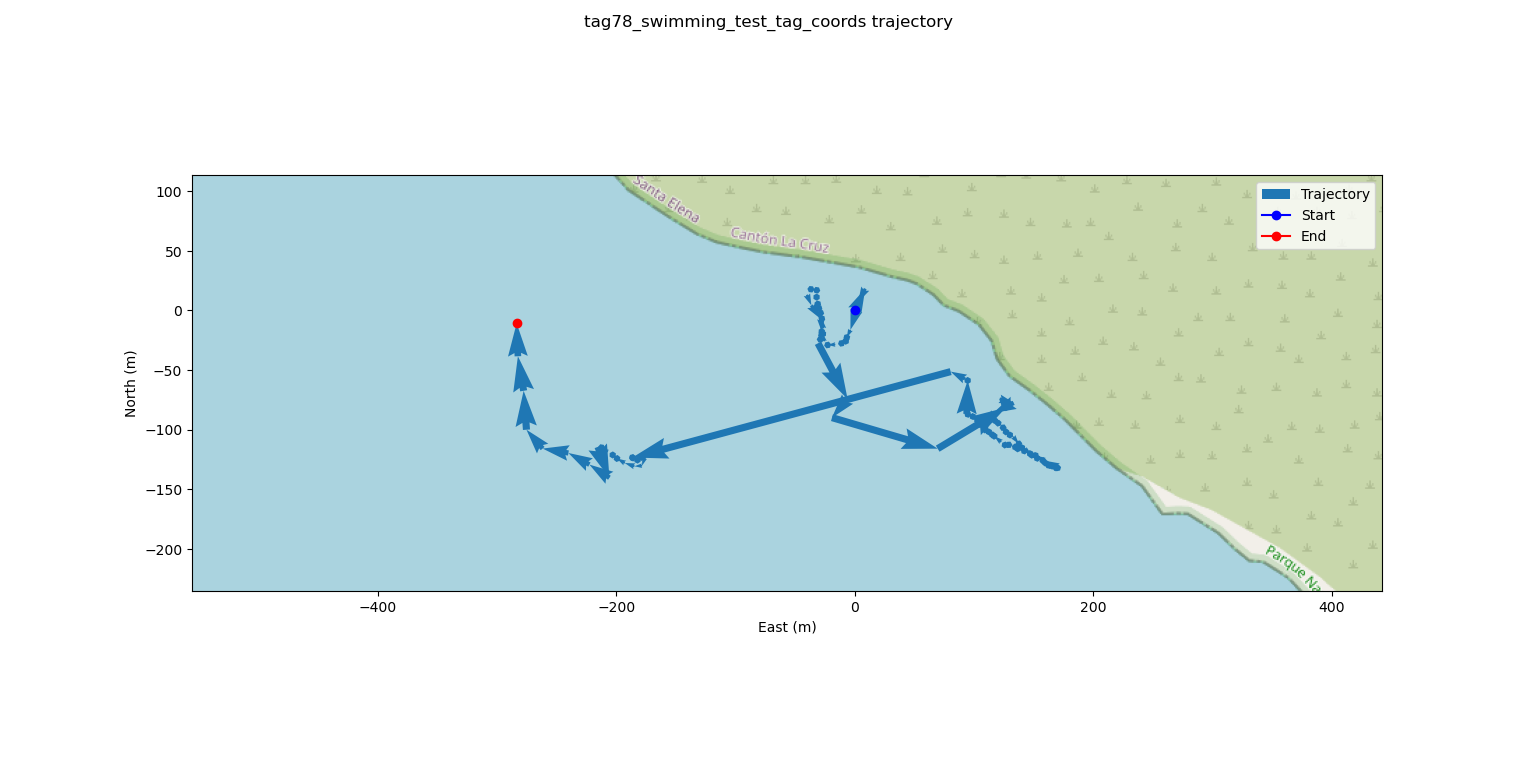 tag78_swimming_test_tag_coords trajectory
Santa Elena
Cantón La Cruz
Parque Na
Trajectory
Start
End
100
50
0
−50
−100
−150
−200
North (m)
−400
−200
0
200
400
East (m)